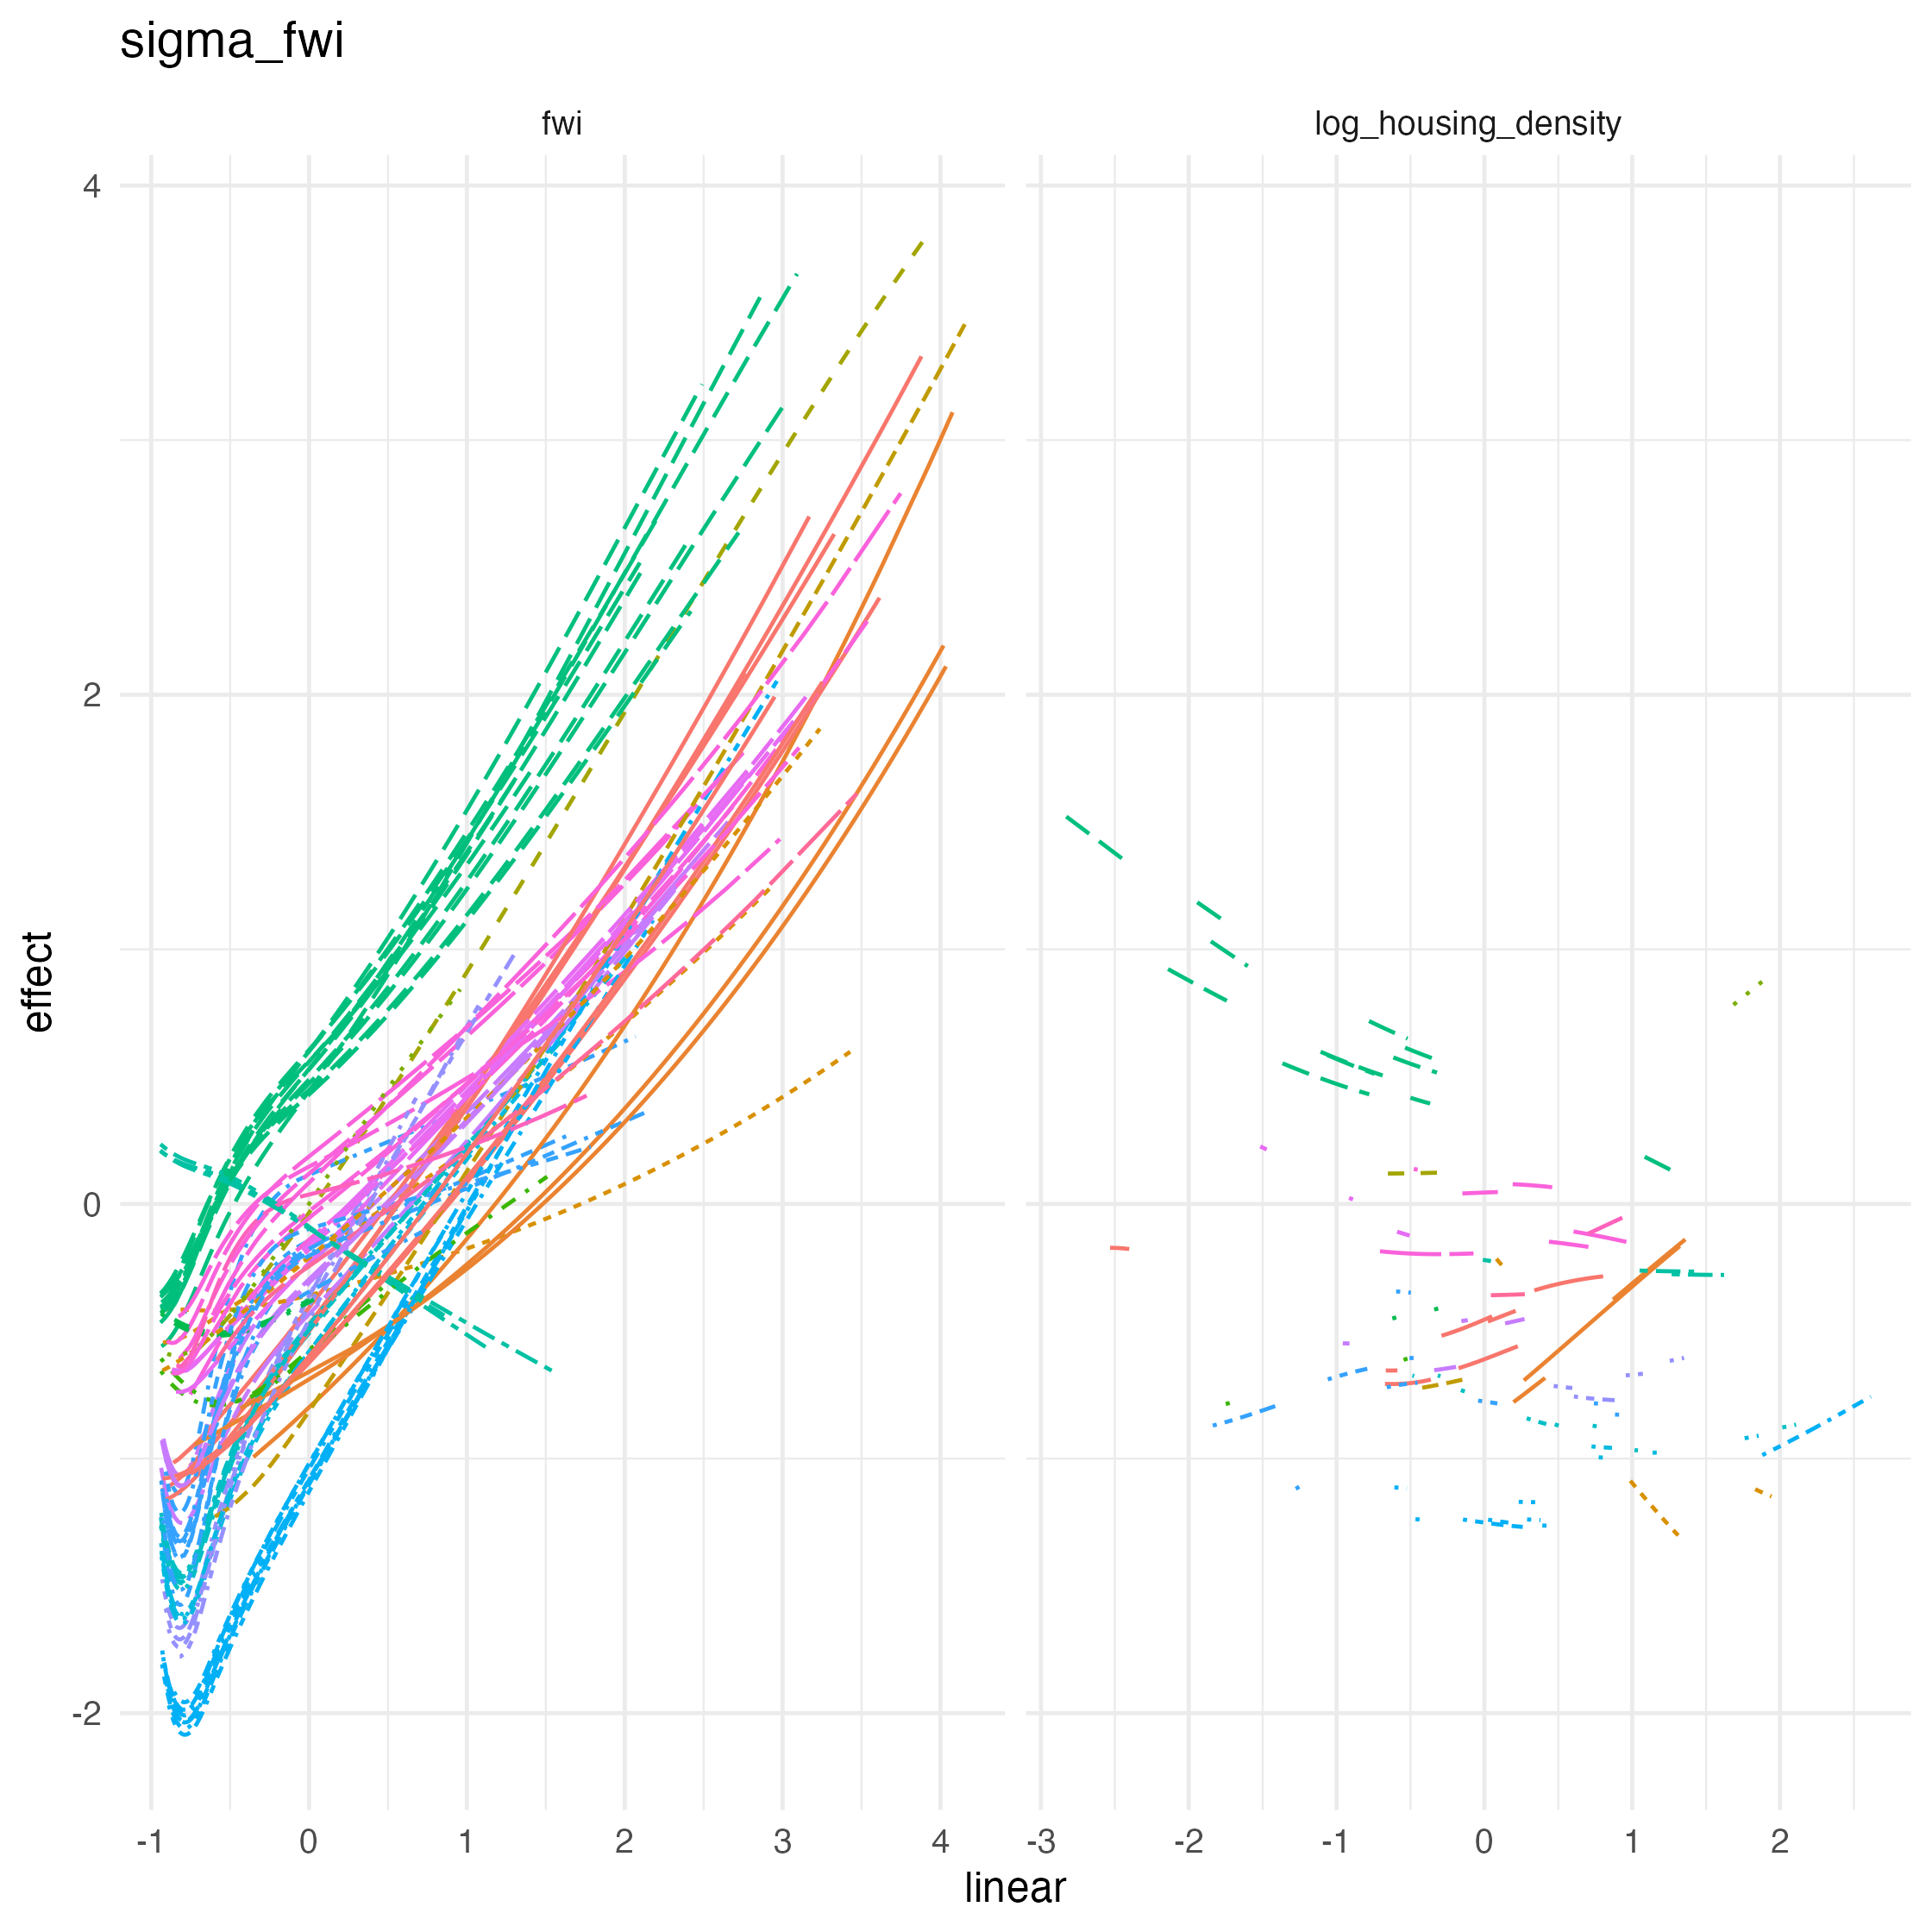 sigma_fwi
fwi
log_housing_density
4
2
0
-2
effect
-1 0 1 2 3 4
-3 -2 -1 0 1 2
linear